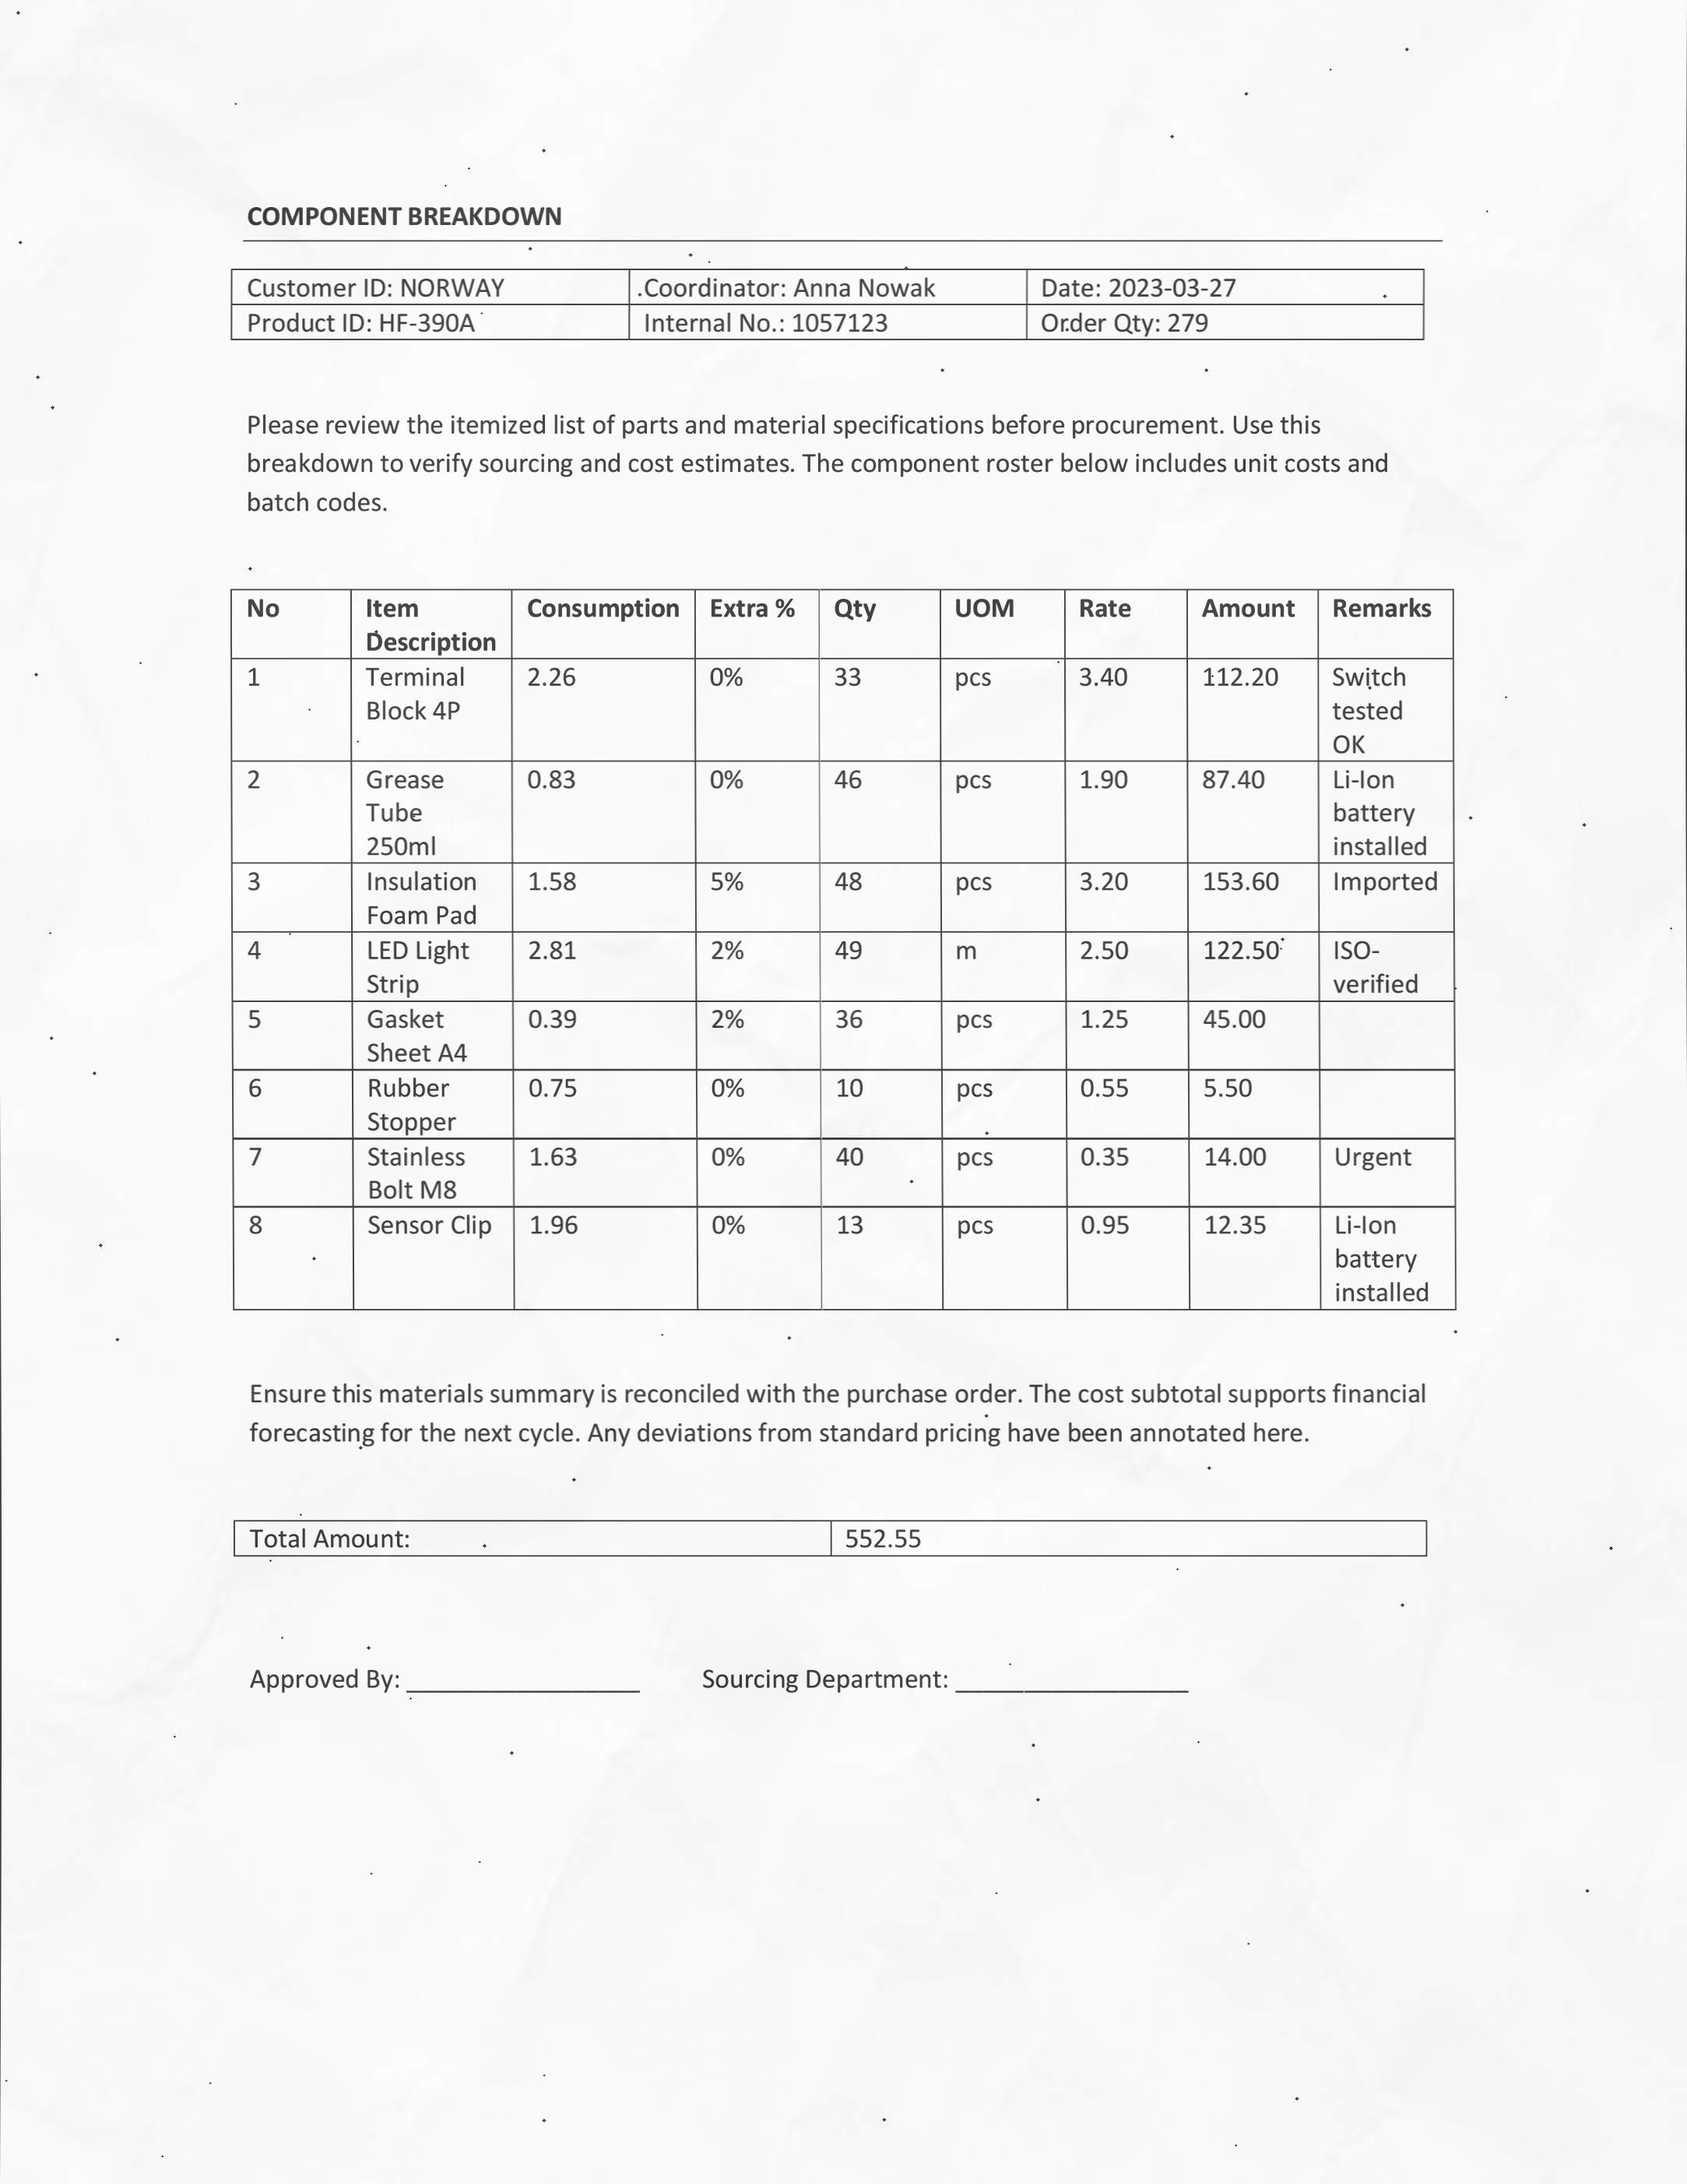 COMPONENT BREAKDOWN
Customer ID: NORWAY Coordinator: Anna Nowak Date: 2023-03-27
Product ID: HF-390A Internal No.: 1057123 Order Qty: 279
Please review the itemized list of parts and material specifications before procurement. Use this
breakdown to verify sourcing and cost estimates. The component roster below includes unit costs and
batch codes.
No Item Consumption Extra % Qty UOM Rate Amount Remarks
Description
1 Terminal 2.26 0% 33 pcs 3.40 112.20 Switch
Block 4P tested
OK
2 Grease 0.83 0% 46 pcs 1.90 87.40 Li-Ion
Tube battery
250ml installed
3 Insulation 1.58 5% 48 pcs 3.20 153.60 Imported
Foam Pad
4 LED Light 2.81 2% 49 m 2.50 122.50 ISO-
Strip verified
5 Gasket 0.39 2% 36 pcs 1.25 45.00
Sheet A4
6 Rubber 0.75 0% 10 pcs 0.55 5.50
Stopper
7 Stainless 1.63 0% 40 pcs 0.35 14.00 Urgent
Bolt M8
8 Sensor Clip 1.96 0% 13 pcs 0.95 12.35 Li-Ion
battery
installed
Ensure this materials summary is reconciled with the purchase order. The cost subtotal supports financial
forecasting for the next cycle. Any deviations from standard pricing have been annotated here.
Total Amount: 552.55
Approved By: _________________ Sourcing Department: _________________